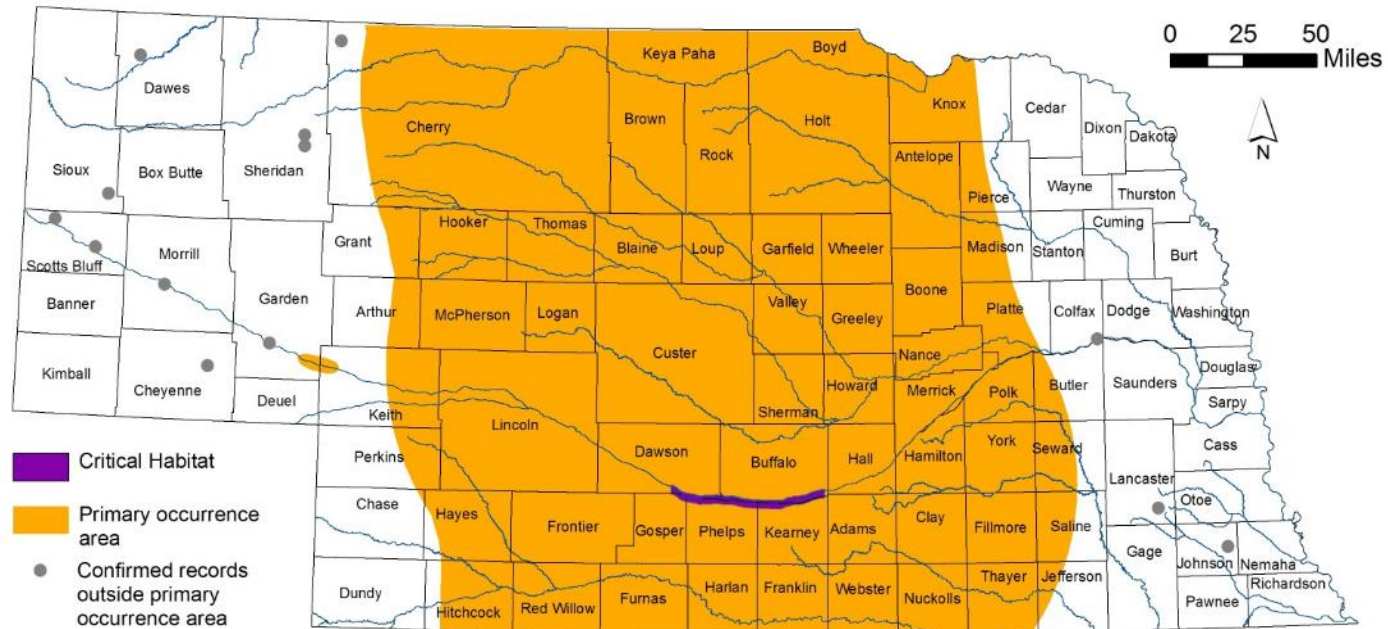 0 25 50
Miles
N
Keya Paha
Boyd
Dawes
Knox
Cedar
Cherry
Brown
Holt
Dixon
Dakota
Rock
Antelope
Sioux
Box Butte
Sheridan
Pierce
Wayne
Thurston
Grant
Hooker
Thomas
Blaine
Loup
Garfield
Wheeler
Madison
Stanton
Cuming
Burt
Scotts Bluff
Morrill
Banner
Garden
Arthur
McPherson
Logan
Valley
Greeley
Boone
Platte
Colfax
Dodge
Washington
Kimball
Cheyenne
Deuel
Custer
Nance
Howard
Merrick
Polk
Butler
Saunders
Douglas
Sarpy
Keith
Lincoln
Sherman
Cass
Perkins
Dawson
Buffalo
Hall
Hamilton
York
Seward
Lancaster
Otoe
Critical Habitat
Chase
Hayes
Frontier
Gosper
Phelps
Kearney
Adams
Clay
Fillmore
Saline
Gage
Johnson
Nemaha
Richardson
Primary occurrence
area
Dundy
Hitchcock
Red Willow
Furnas
Harlan
Franklin
Webster
Nuckolls
Thayer
Jefferson
Pawnee
Confirmed records
outside primary
occurrence area